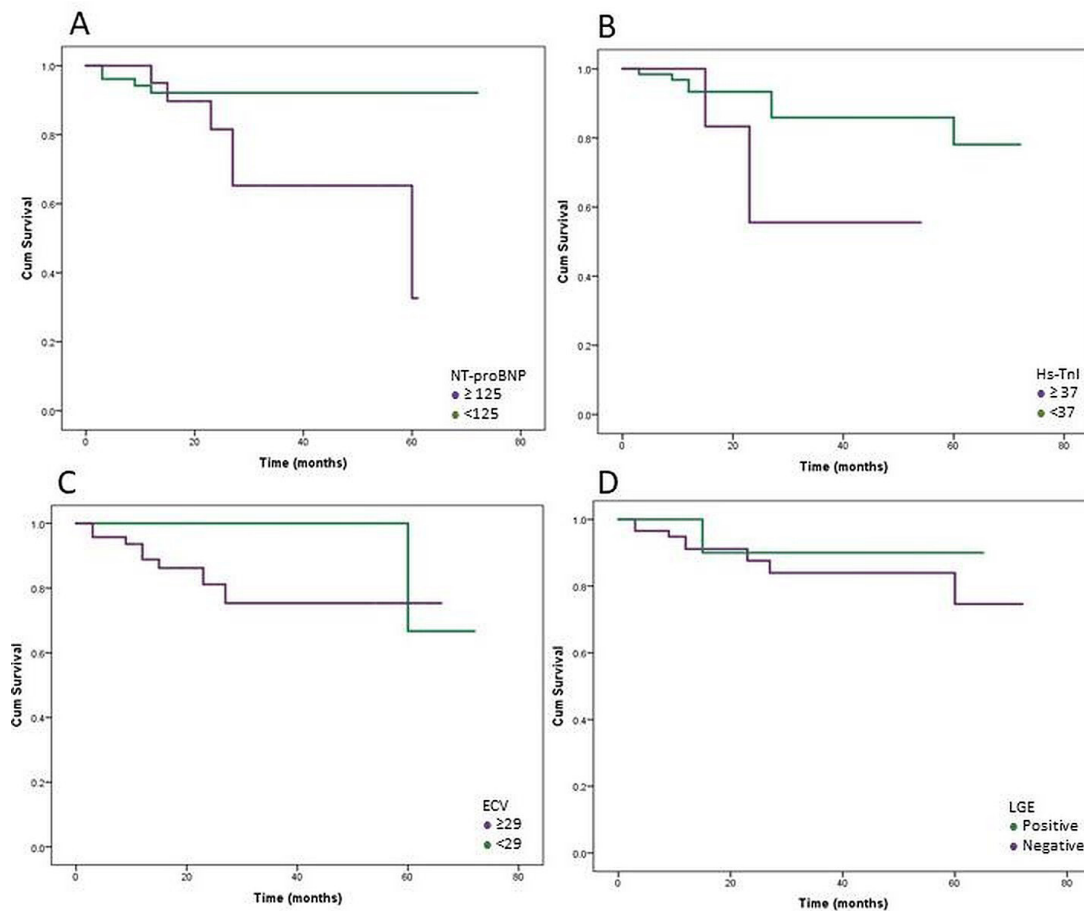 A
1.0
0.8
0.6
0.4
0.2
0.0
Cum Survival
0 20 40 60 80
Time (months)
NT-proBNP
≥ 125
<125
B
1.0
0.8
0.6
0.4
0.2
0.0
Cum Survival
0 20 40 60 80
Time (months)
Hs-TnI
≥ 37
<37
C
1.0
0.8
0.6
0.4
0.2
0.0
Cum Survival
0 20 40 60 80
Time (months)
ECV
≥29
<29
D
1.0
0.8
0.6
0.4
0.2
0.0
Cum Survival
0 20 40 60 80
Time (months)
LGE
Positive
Negative